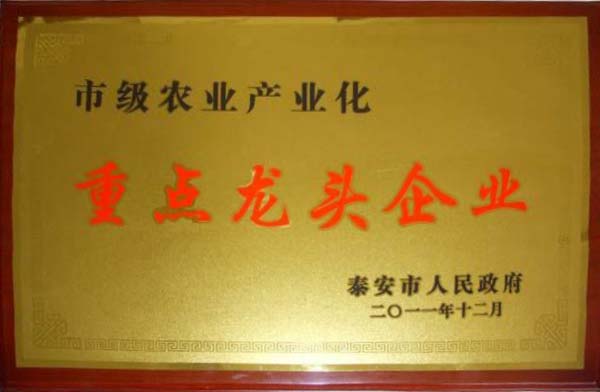 市级农业产业化
重点龙头企业
泰安市人民政府
二〇一一年十二月